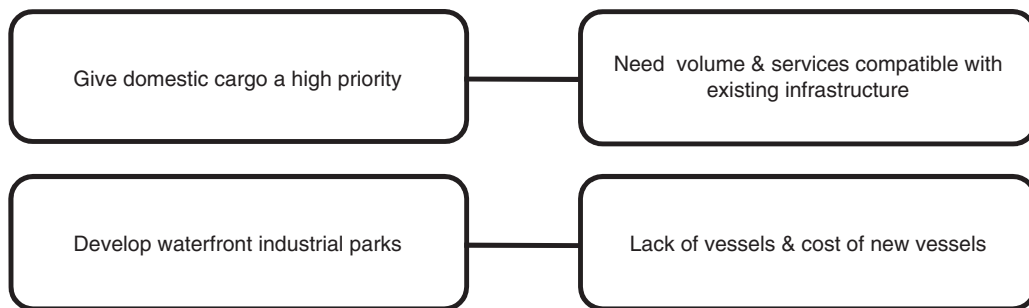 Give domestic cargo a high priority
Need volume & services compatible with
existing infrastructure
Develop waterfront industrial parks
Lack of vessels & cost of new vessels